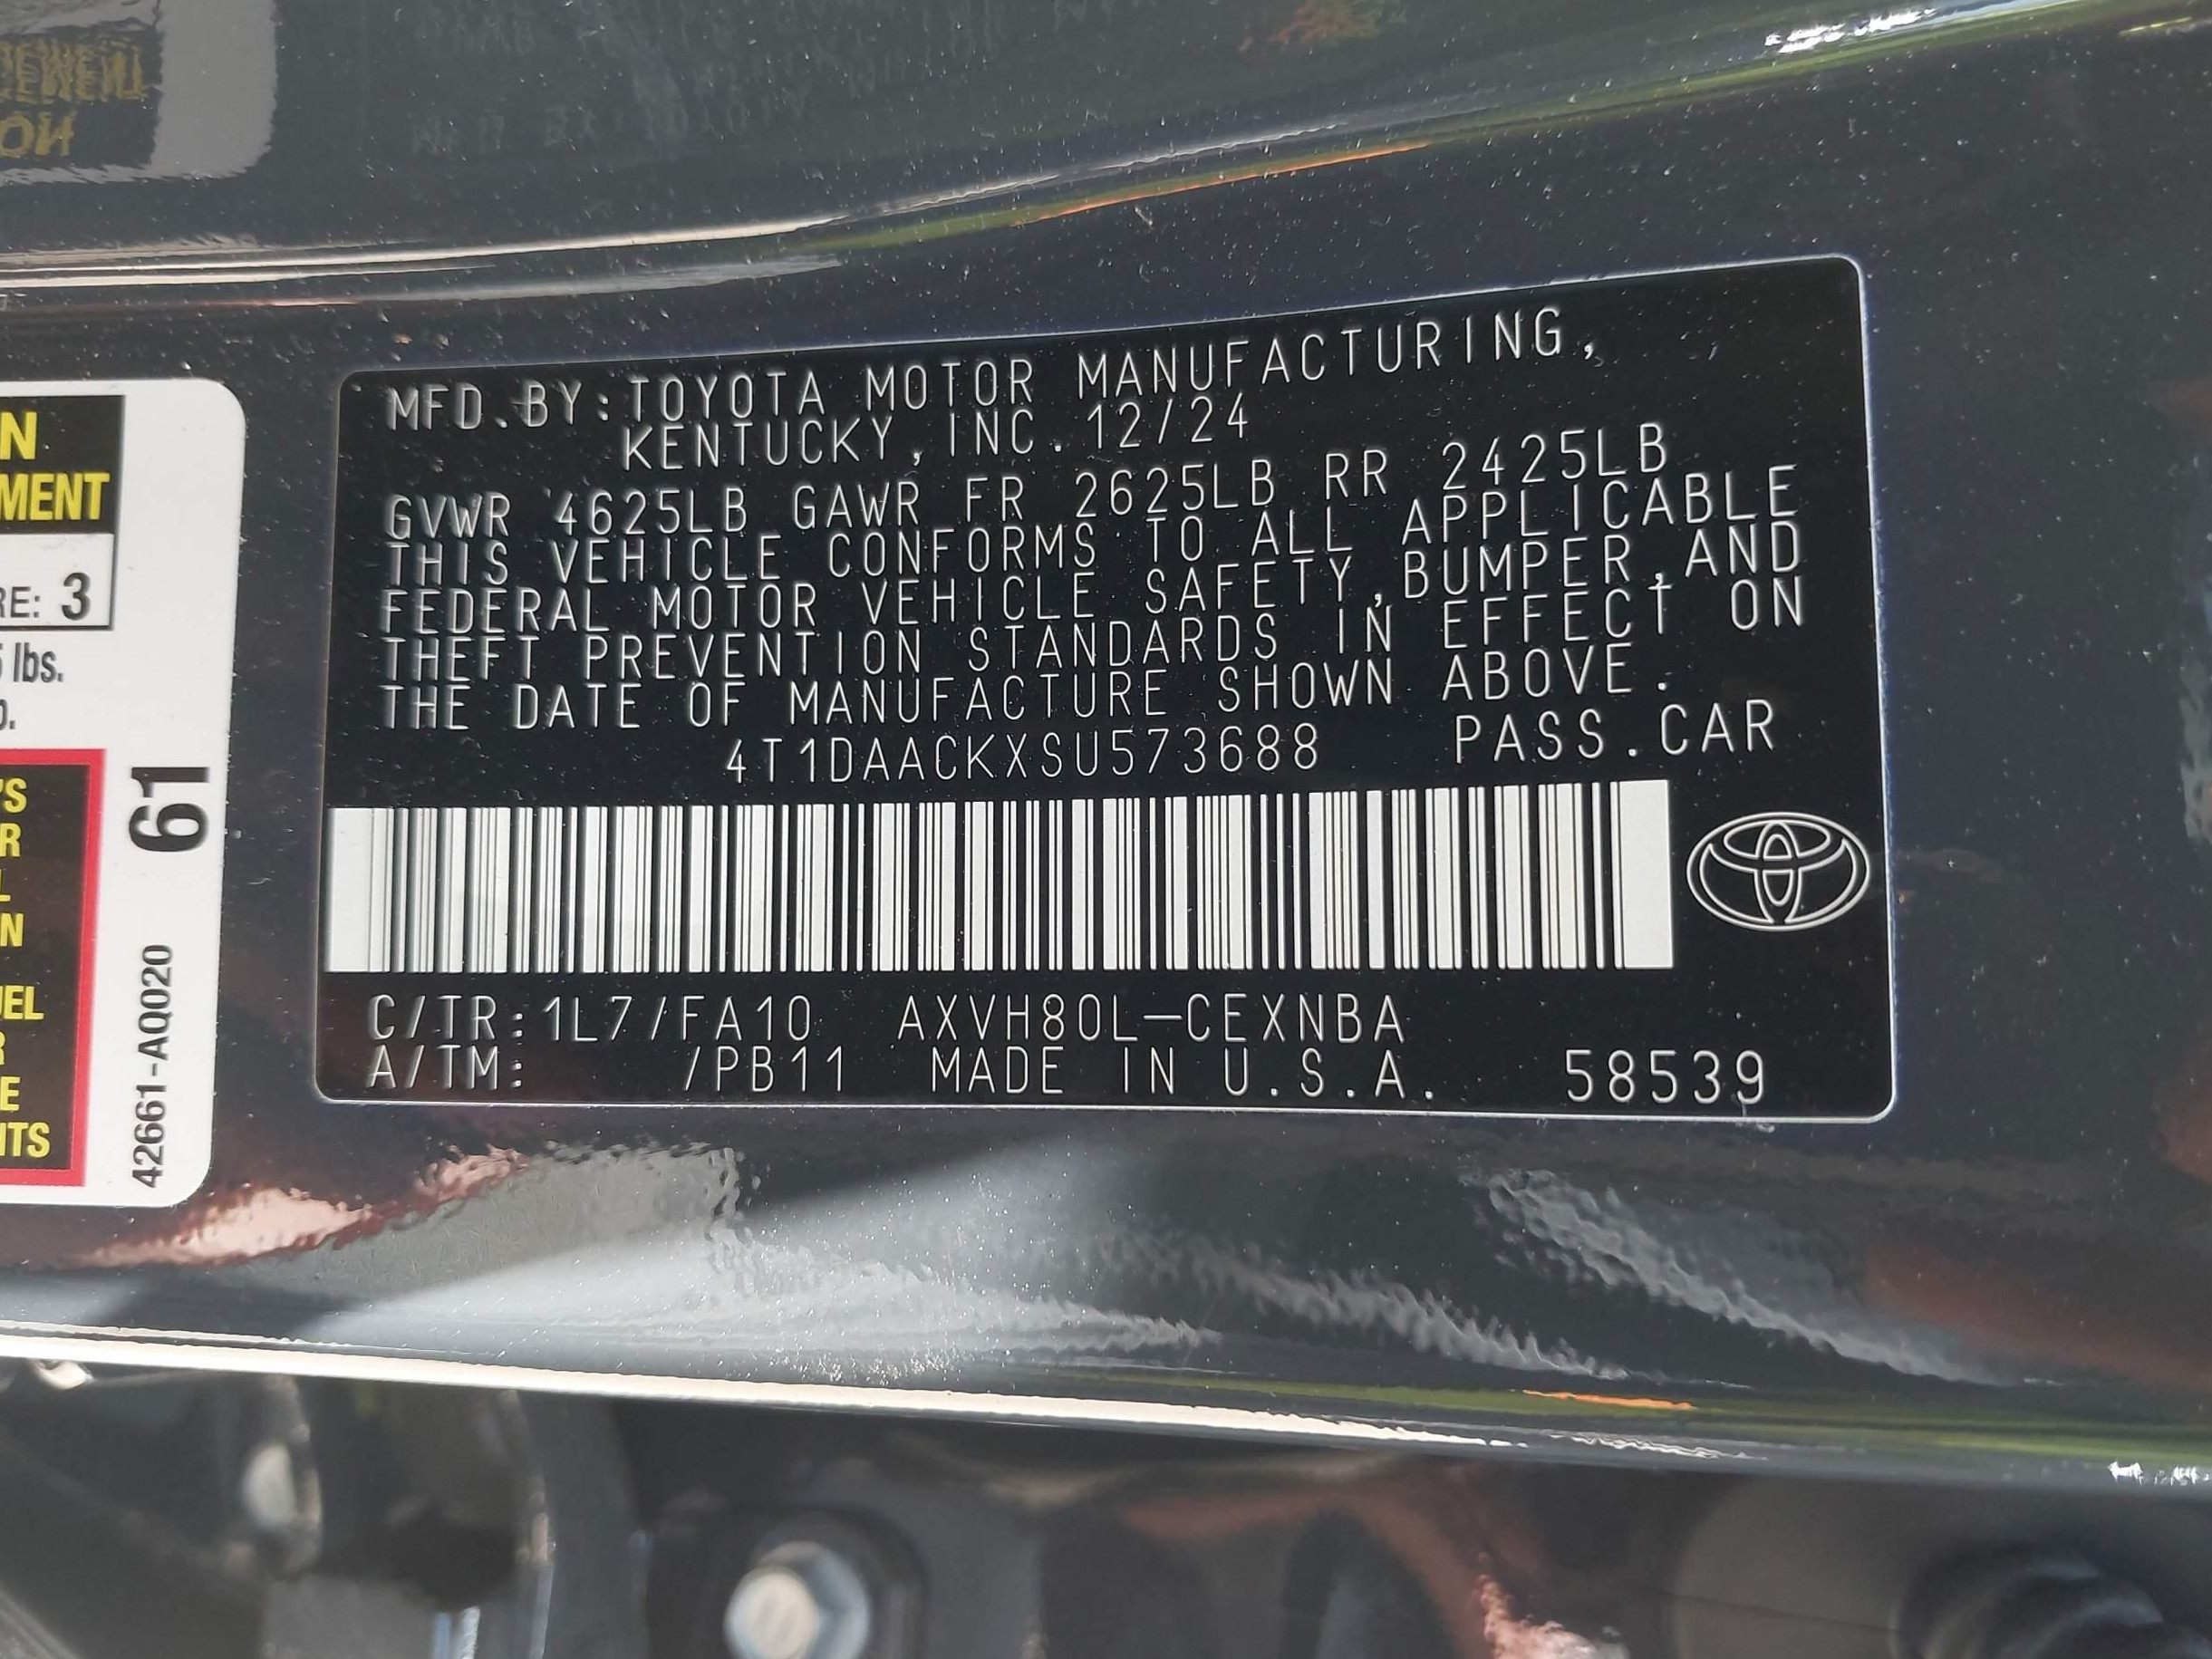 N
MENT
RE: 3
5 lbs.
'S
R
L
N
UEL
R
E
NTS
61
42661-AQ020
MFD.BY:TOYOTA MOTOR MANUFACTURING,
KENTUCKY,INC.12/24
GVWR 4625LB GAWR FR 2625LB RR 2425LB
THIS VEHICLE CONFORMS TO ALL APPLICABLE
FEDERAL MOTOR VEHICLE SAFETY,BUMPER,AND
THEFT PREVENTION STANDARDS IN EFFECT ON
THE DATE OF MANUFACTURE SHOWN ABOVE.
4T1DAACKXSU573688 PASS.CAR
C/TR:1L7/FA10 AXVH80L-CEXNBA
A/TM: /PB11 MADE IN U.S.A. 58539